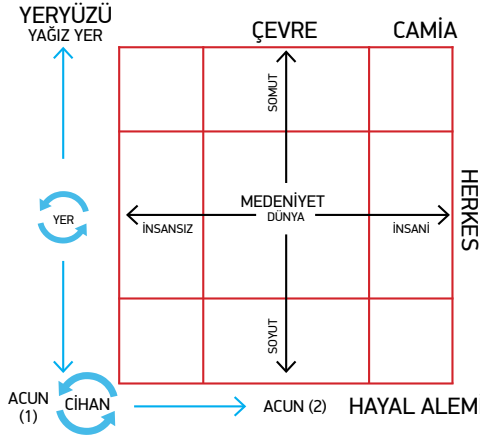 YERYÜZÜ
YAĞIZ YER
ÇEVRE
CAMİA
SOMUT
YER
MEDENİYET
DÜNYA
İNSANSIZ
İNSANİ
HERKES
SOYUT
ACUN
(1)
CİHAN
ACUN (2)
HAYAL ALEMİ